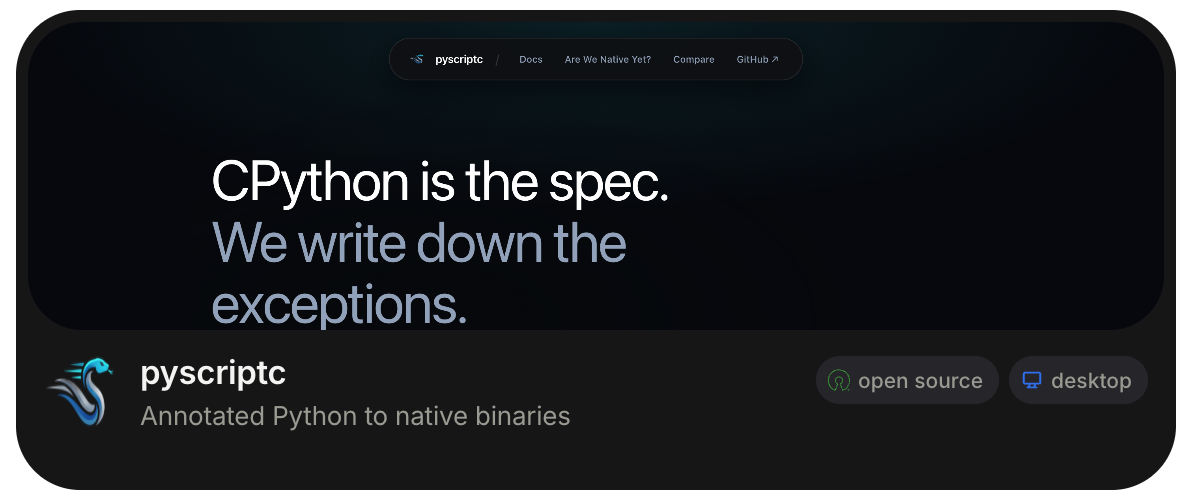 pyscriptc / Docs Are We Native Yet? Compare GitHub ↗
CPython is the spec.
We write down the
exceptions.
pyscriptc
Annotated Python to native binaries
open source
desktop